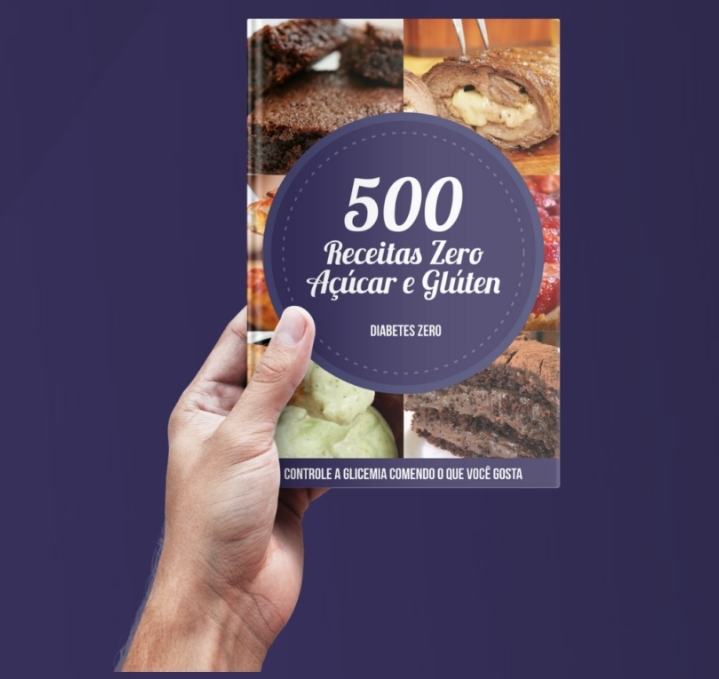 500
Receitas Zero
Açúcar e Glúten
DIABETES ZERO
CONTROLE A GLICEMIA COMENDO O QUE VOCÊ GOSTA